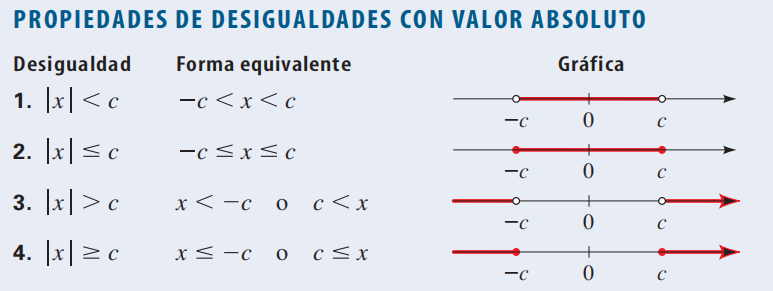 PROPIEDADES DE DESIGUALDADES CON VALOR ABSOLUTO
Desigualdad Forma equivalente Gráfica
1. |x| < c −c < x < c
−c 0 c
2. |x| ≤ c −c ≤ x ≤ c
−c 0 c
3. |x| > c x < −c o c < x
−c 0 c
4. |x| ≥ c x ≤ −c o c ≤ x
−c 0 c